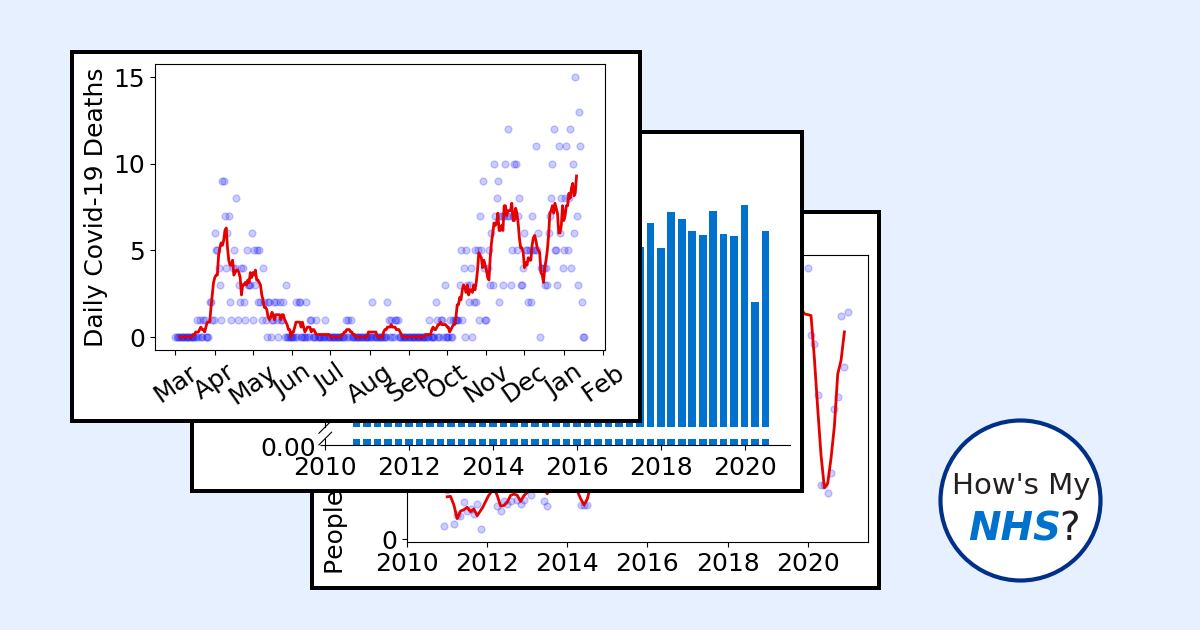 Daily Covid-19 Deaths
15
10
5
0
Mar Apr May Jun Jul Aug Sep Oct Nov Dec Jan Feb
0.00
2010 2012 2014 2016 2018 2020
People
0
2010 2012 2014 2016 2018 2020
How's My
NHS?